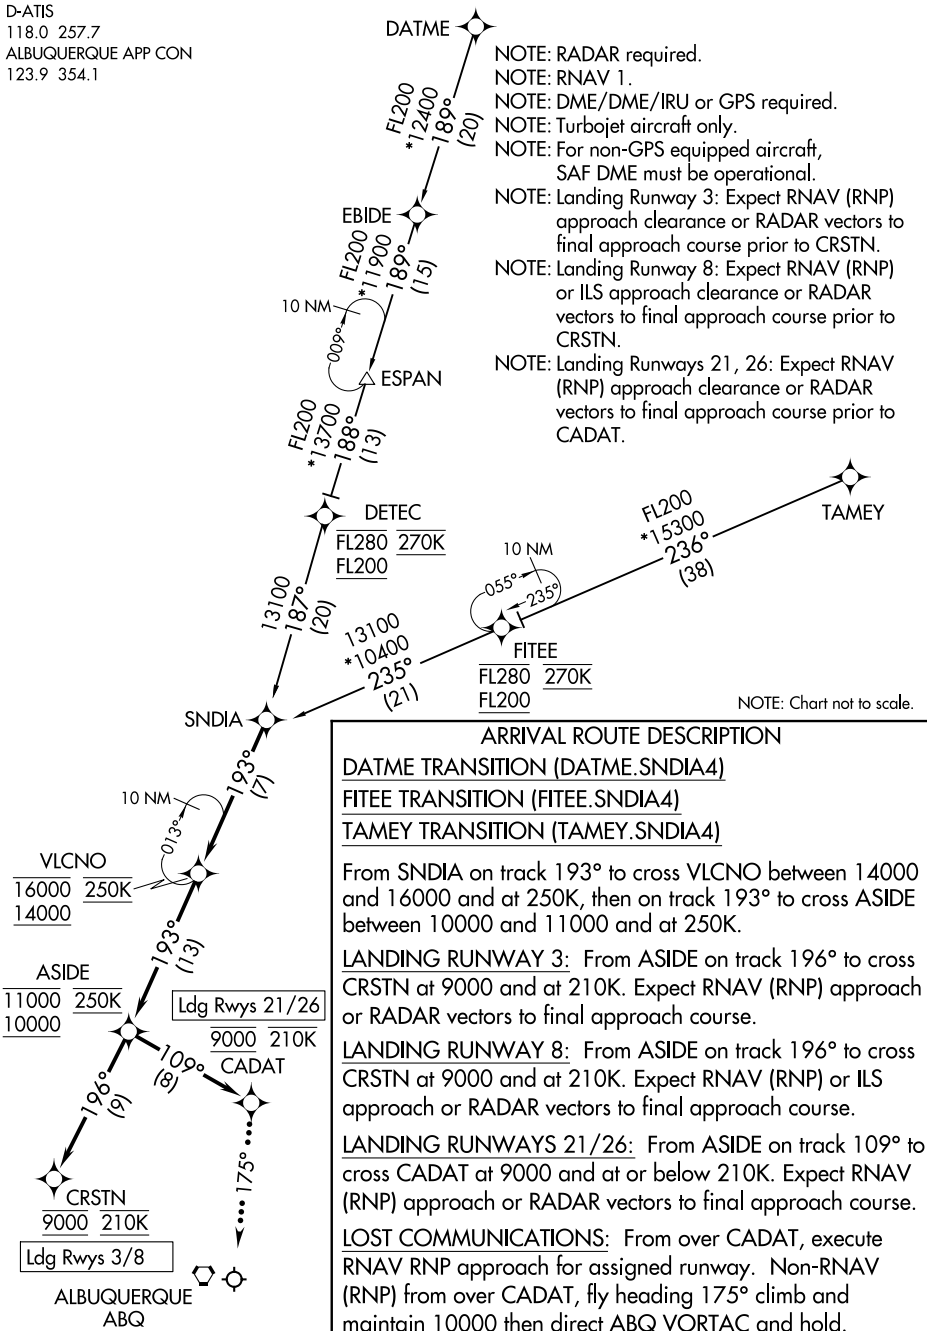 D-ATIS
118.0 257.7
ALBUQUERQUE APP CON
123.9 354.1
DATME
FL200
*12400
189°
(20)
NOTE: RADAR required.
NOTE: RNAV 1.
NOTE: DME/DME/IRU or GPS required.
NOTE: Turbojet aircraft only.
NOTE: For non-GPS equipped aircraft,
SAF DME must be operational.
NOTE: Landing Runway 3: Expect RNAV (RNP)
approach clearance or RADAR vectors to
final approach course prior to CRSTN.
NOTE: Landing Runway 8: Expect RNAV (RNP)
or ILS approach clearance or RADAR
vectors to final approach course prior to
CRSTN.
NOTE: Landing Runways 21, 26: Expect RNAV
(RNP) approach clearance or RADAR
vectors to final approach course prior to
CADAT.
EBIDE
FL200
*11900
189°
(15)
10 NM
009°
ESPAN
FL200
*13700
188°
(13)
DETEC
FL280 270K
FL200
13100
187°
(20)
TAMEY
FL200
*15300
236°
(38)
10 NM
055°
235°
FITEE
FL280 270K
FL200
13100
*10400
235°
(21)
NOTE: Chart not to scale.
SNDIA
193°
(7)
10 NM
013°
VLCNO
16000 250K
14000
193°
(13)
ASIDE
11000 250K
10000
Ldg Rwys 21/26
9000 210K
CADAT
109°
(8)
196°
(9)
175°
CRSTN
9000 210K
Ldg Rwys 3/8
ALBUQUERQUE
ABQ
ARRIVAL ROUTE DESCRIPTION
DATME TRANSITION (DATME.SNDIA4)
FITEE TRANSITION (FITEE.SNDIA4)
TAMEY TRANSITION (TAMEY.SNDIA4)
From SNDIA on track 193° to cross VLCNO between 14000
and 16000 and at 250K, then on track 193° to cross ASIDE
between 10000 and 11000 and at 250K.
LANDING RUNWAY 3: From ASIDE on track 196° to cross
CRSTN at 9000 and at 210K. Expect RNAV (RNP) approach
or RADAR vectors to final approach course.
LANDING RUNWAY 8: From ASIDE on track 196° to cross
CRSTN at 9000 and at 210K. Expect RNAV (RNP) or ILS
approach or RADAR vectors to final approach course.
LANDING RUNWAYS 21/26: From ASIDE on track 109° to
cross CADAT at 9000 and at or below 210K. Expect RNAV
(RNP) approach or RADAR vectors to final approach course.
LOST COMMUNICATIONS: From over CADAT, execute
RNAV RNP approach for assigned runway. Non-RNAV
(RNP) from over CADAT, fly heading 175° climb and
maintain 10000 then direct ABQ VORTAC and hold.